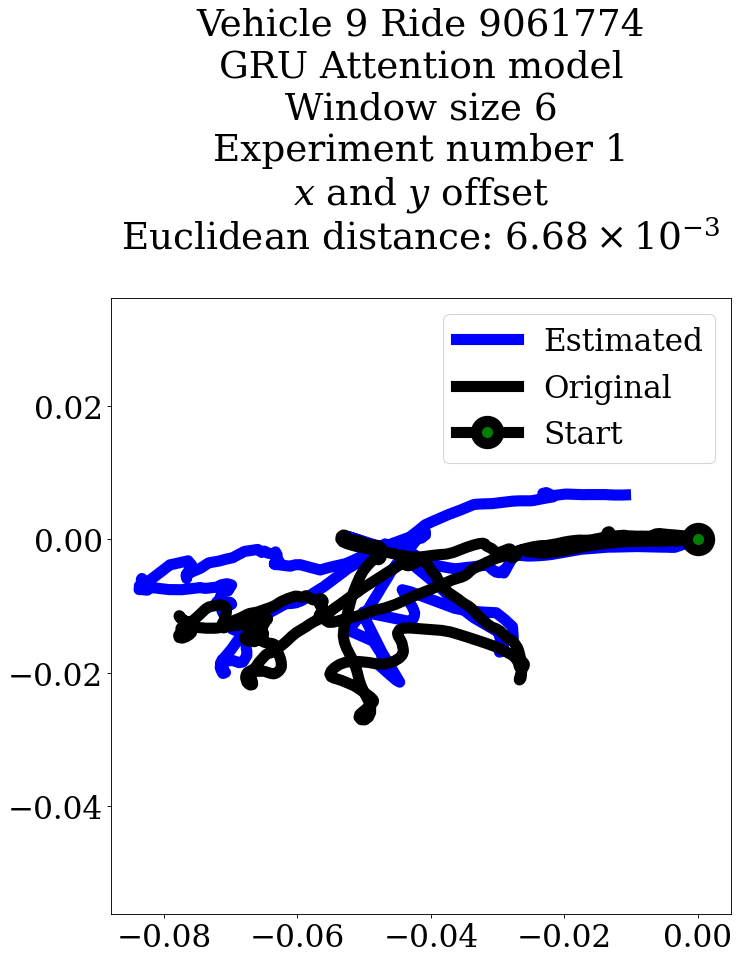 Vehicle 9 Ride 9061774
GRU Attention model
Window size 6
Experiment number 1
x and y offset
Euclidean distance: 6.68 × 10⁻³
Estimated
Original
Start
0.02
0.00
−0.02
−0.04
−0.08 −0.06 −0.04 −0.02 0.00